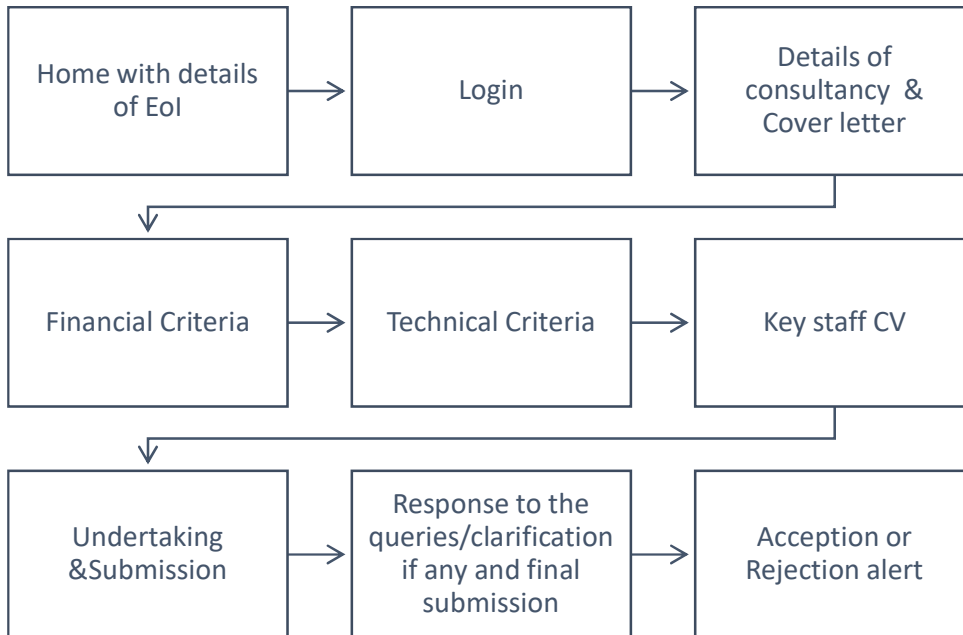 Home with details
of EoI
Login
Details of
consultancy &
Cover letter
Financial Criteria
Technical Criteria
Key staff CV
Undertaking
&Submission
Response to the
queries/clarification
if any and final
submission
Acception or
Rejection alert